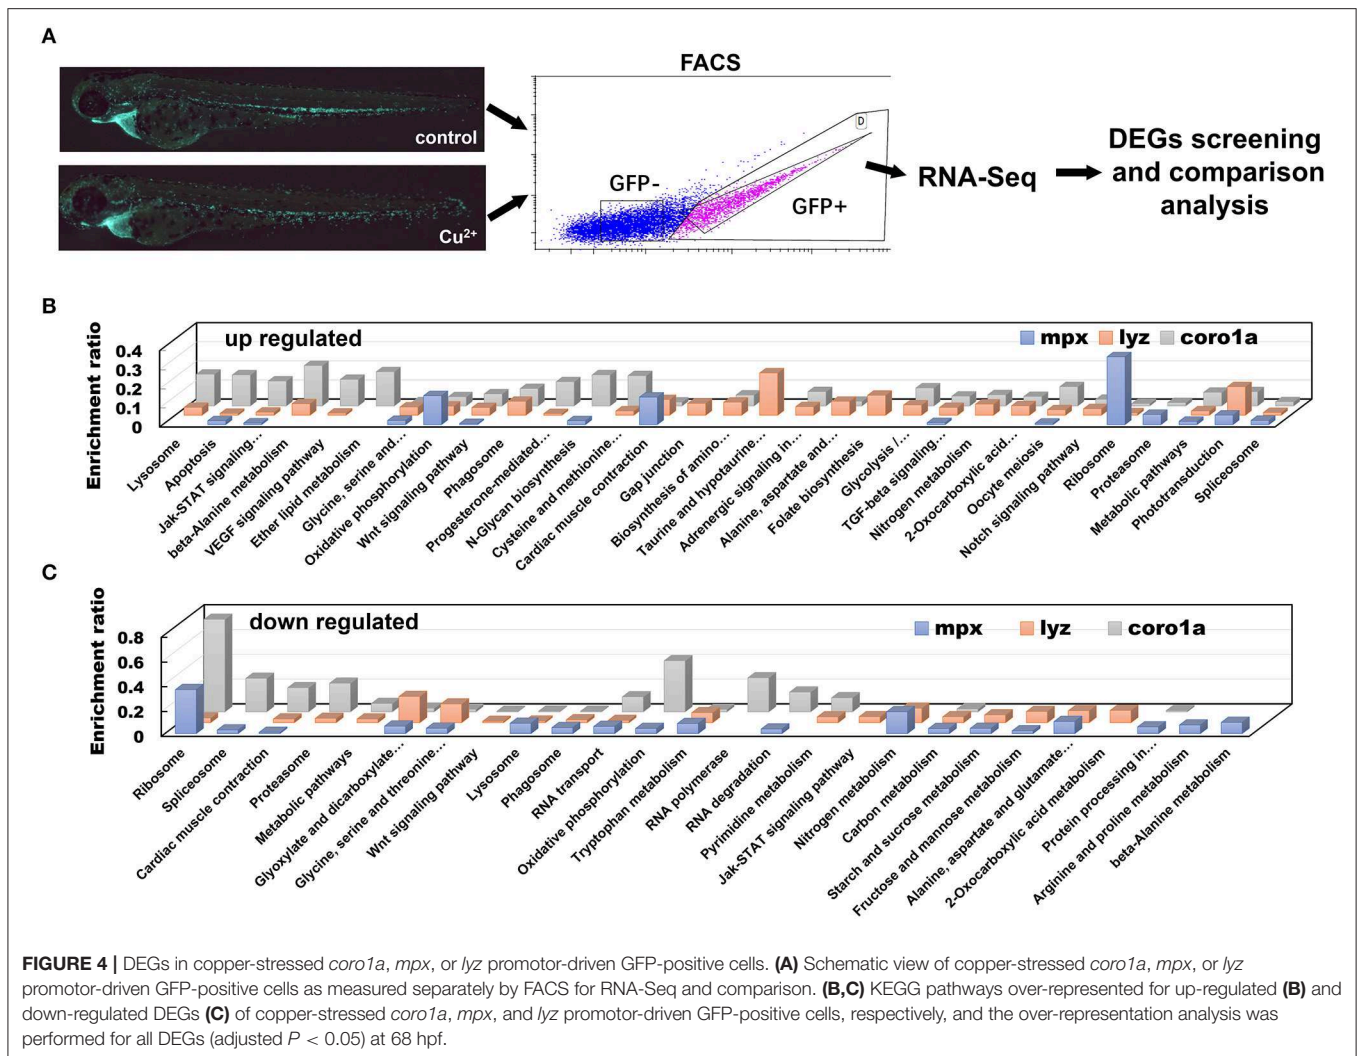 A
FACS
control
Cu2+
GFP-
GFP+
D
RNA-Seq
DEGs screening
and comparison
analysis
B
Enrichment ratio
up regulated
mpx lyz coro1a
0.4
0.3
0.2
0.1
0
Lysosome
Apoptosis
Jak-STAT signaling...
beta-Alanine metabolism
VEGF signaling pathway
Ether lipid metabolism
Glycine, serine and...
Oxidative phosphorylation
Wnt signaling pathway
Phagosome
Progesterone-mediated...
N-Glycan biosynthesis
Cysteine and methionine...
Cardiac muscle contraction
Gap junction
Biosynthesis of amino...
Taurine and hypotaurine...
Adrenergic signaling in...
Alanine, aspartate and...
Folate biosynthesis
Glycolysis /...
TGF-beta signaling...
Nitrogen metabolism
2-Oxocarboxylic acid...
Oocyte meiosis
Notch signaling pathway
Ribosome
Proteasome
Metabolic pathways
Phototransduction
Spliceosome
C
Enrichment ratio
down regulated
mpx lyz coro1a
0.8
0.6
0.4
0.2
0
Ribosome
Spliceosome
Cardiac muscle contraction
Proteasome
Metabolic pathways
Glyoxylate and dicarboxylate...
Glycine, serine and threonine...
Wnt signaling pathway
Lysosome
Phagosome
RNA transport
Oxidative phosphorylation
Tryptophan metabolism
RNA polymerase
RNA degradation
Pyrimidine metabolism
Jak-STAT signaling pathway
Nitrogen metabolism
Carbon metabolism
Starch and sucrose metabolism
Fructose and mannose metabolism
Alanine, aspartate and glutamate...
2-Oxocarboxylic acid metabolism
Protein processing in...
Arginine and proline metabolism
beta-Alanine metabolism
FIGURE 4 | DEGs in copper-stressed coro1a, mpx, or lyz promotor-driven GFP-positive cells. (A) Schematic view of copper-stressed coro1a, mpx, or lyz
promotor-driven GFP-positive cells as measured separately by FACS for RNA-Seq and comparison. (B,C) KEGG pathways over-represented for up-regulated (B) and
down-regulated DEGs (C) of copper-stressed coro1a, mpx, and lyz promotor-driven GFP-positive cells, respectively, and the over-representation analysis was
performed for all DEGs (adjusted P < 0.05) at 68 hpf.